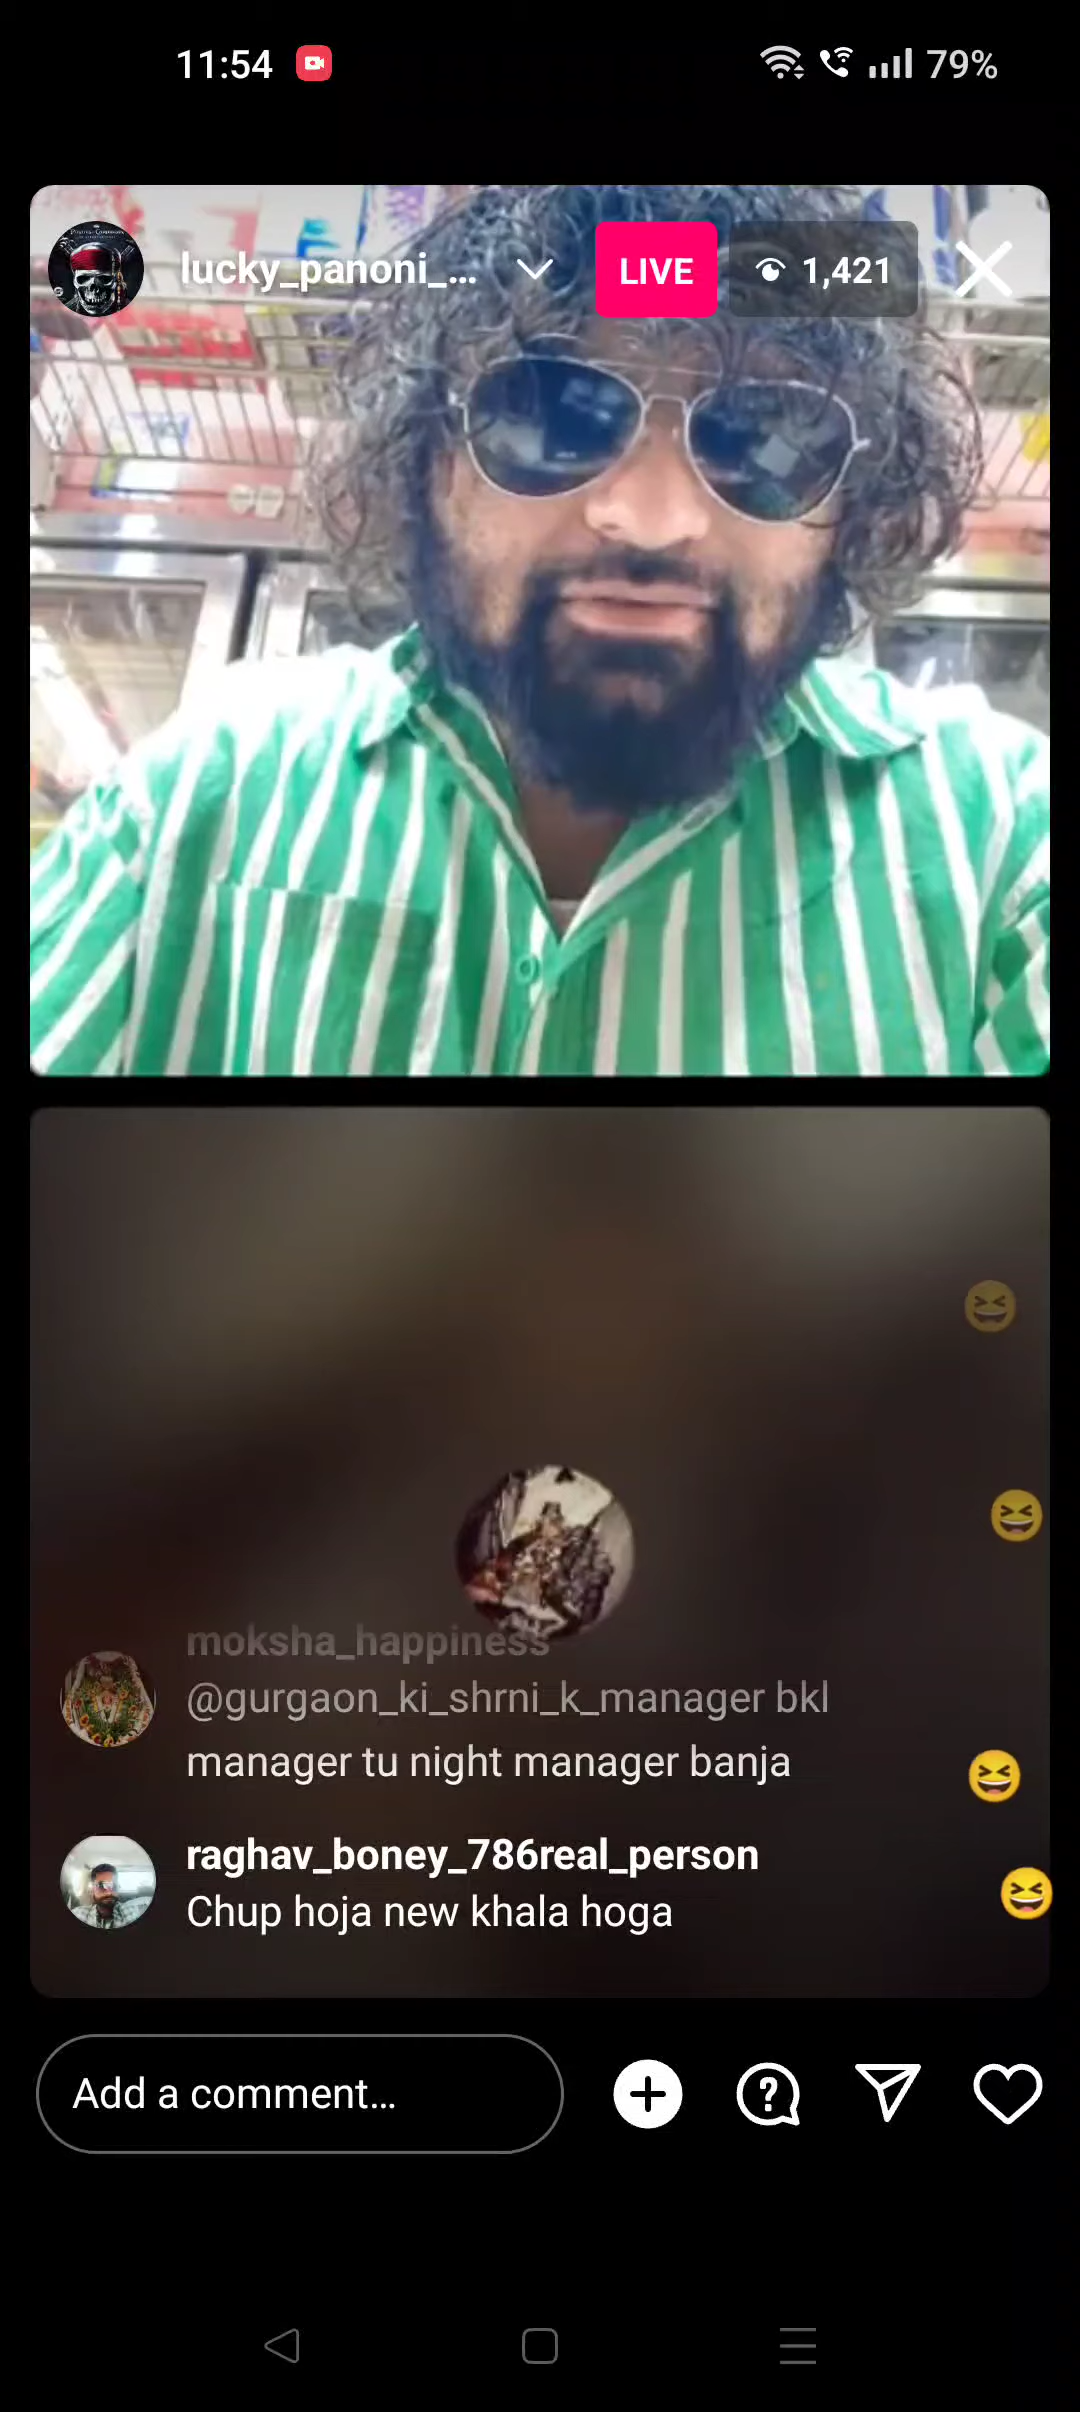 11:54
79%
lucky_panoni_...
LIVE
1,421
moksha_happiness
@gurgaon_ki_shrni_k_manager bkl
manager tu night manager banja
raghav_boney_786real_person
Chup hoja new khala hoga
Add a comment...